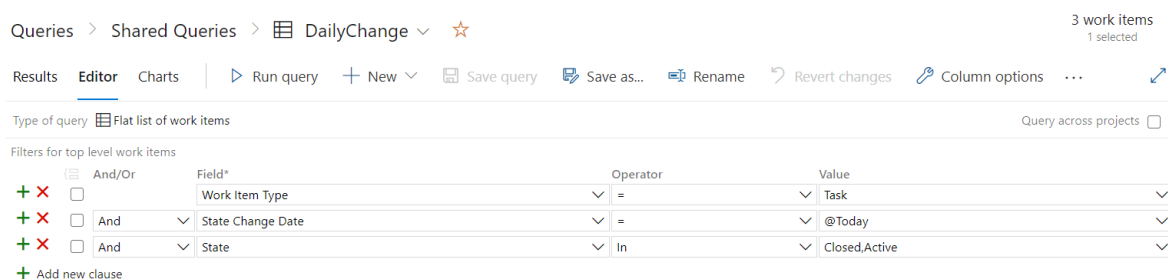 Queries > Shared Queries > DailyChange
3 work items
1 selected
Results Editor Charts Run query New Save query Save as... Rename Revert changes Column options ...
Type of query Flat list of work items Query across projects
Filters for top level work items
And/Or Field* Operator Value
Work Item Type = Task
And State Change Date = @Today
And State In Closed,Active
Add new clause